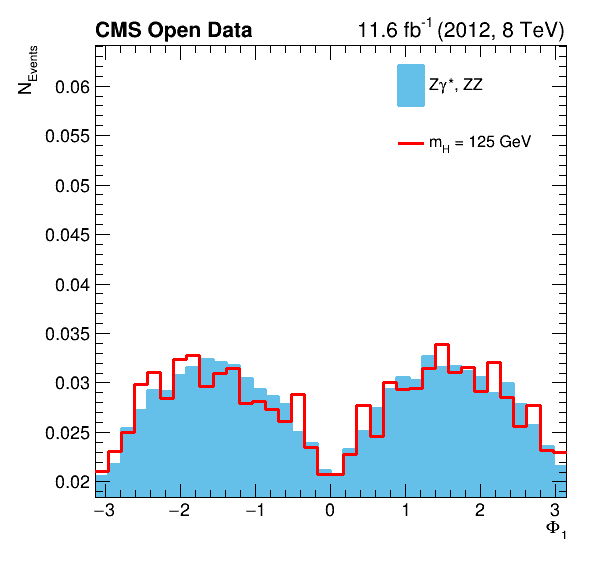 CMS Open Data 11.6 fb⁻¹ (2012, 8 TeV)
N_Events
Zγ*, ZZ
m_H = 125 GeV
0.06
0.055
0.05
0.045
0.04
0.035
0.03
0.025
0.02
−3 −2 −1 0 1 2 3
Φ₁